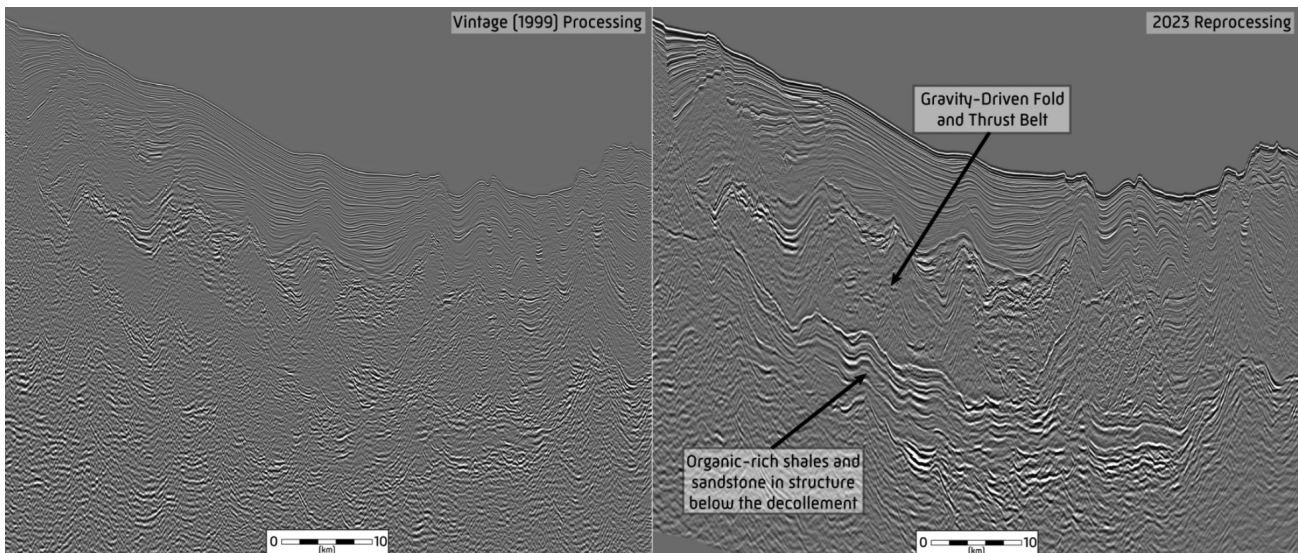 Vintage (1999) Processing
2023 Reprocessing
Gravity-Driven Fold
and Thrust Belt
Organic-rich shales and
sandstone in structure
below the decollement
0 10
(km)
0 10
(km)